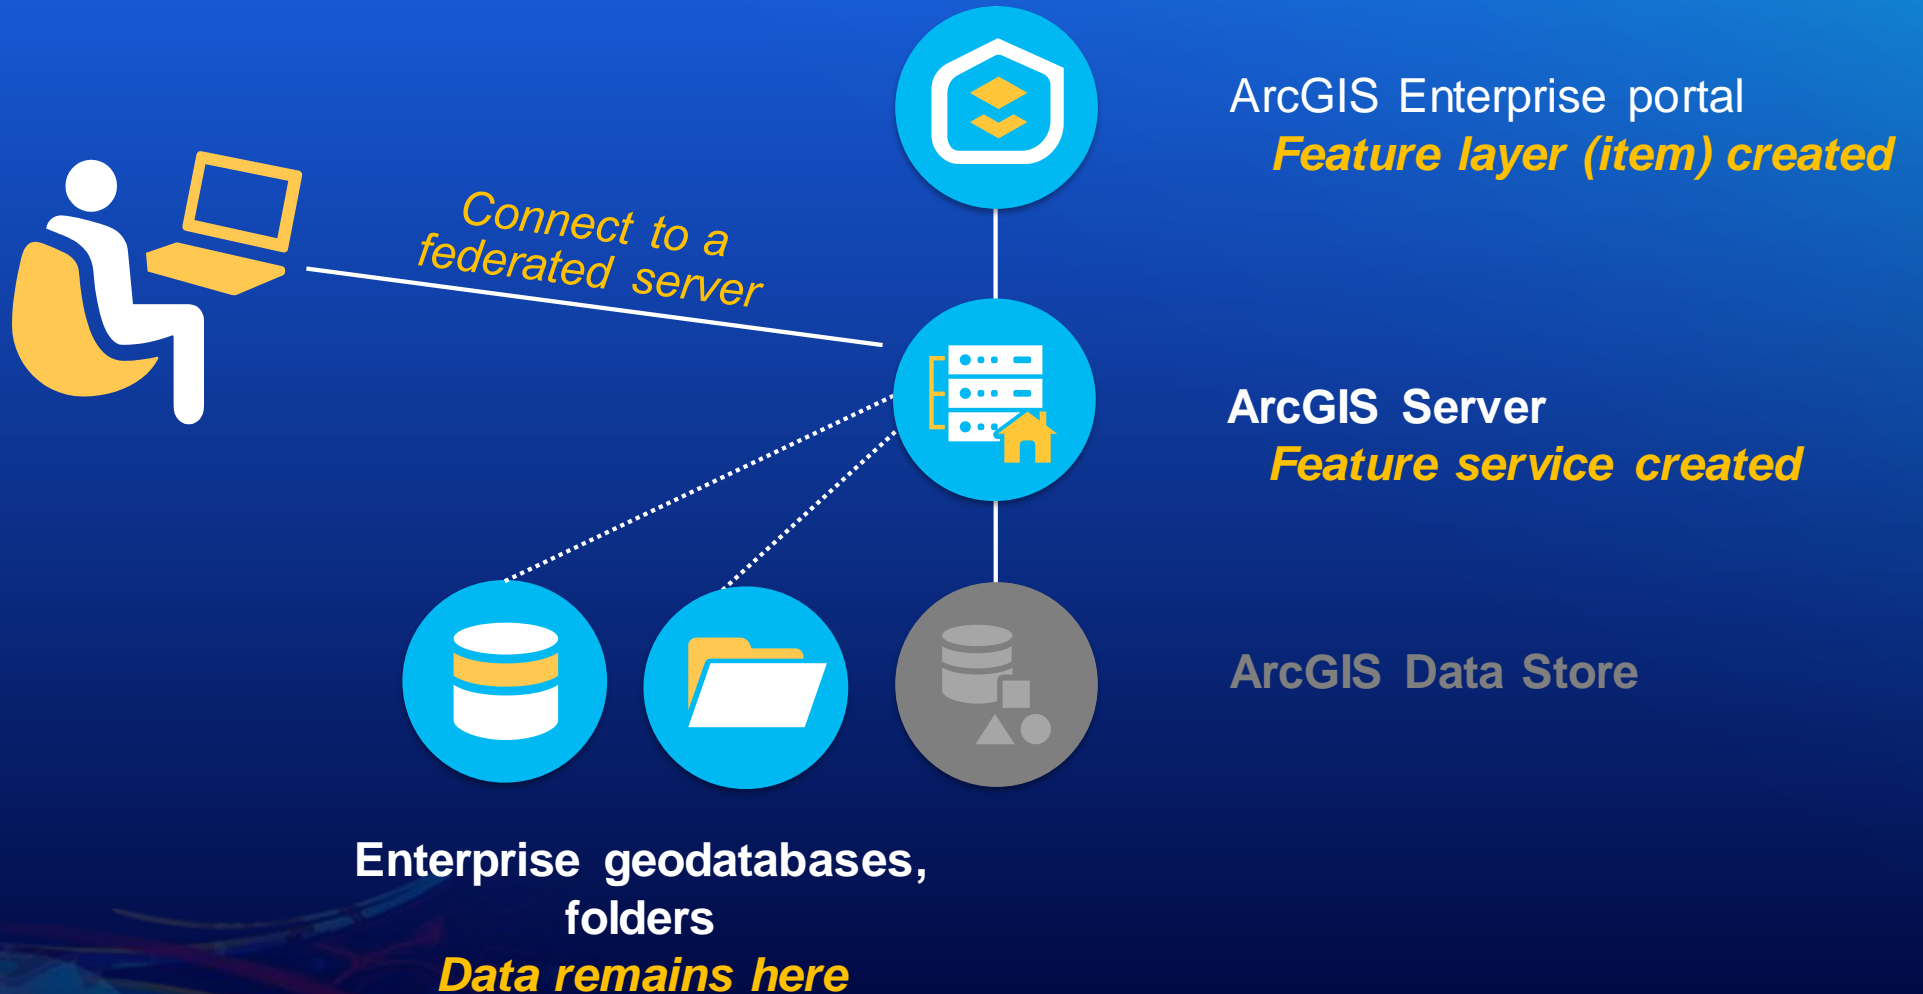 ArcGIS Enterprise portal
Feature layer (item) created
Connect to a
federated server
ArcGIS Server
Feature service created
ArcGIS Data Store
Enterprise geodatabases,
folders
Data remains here